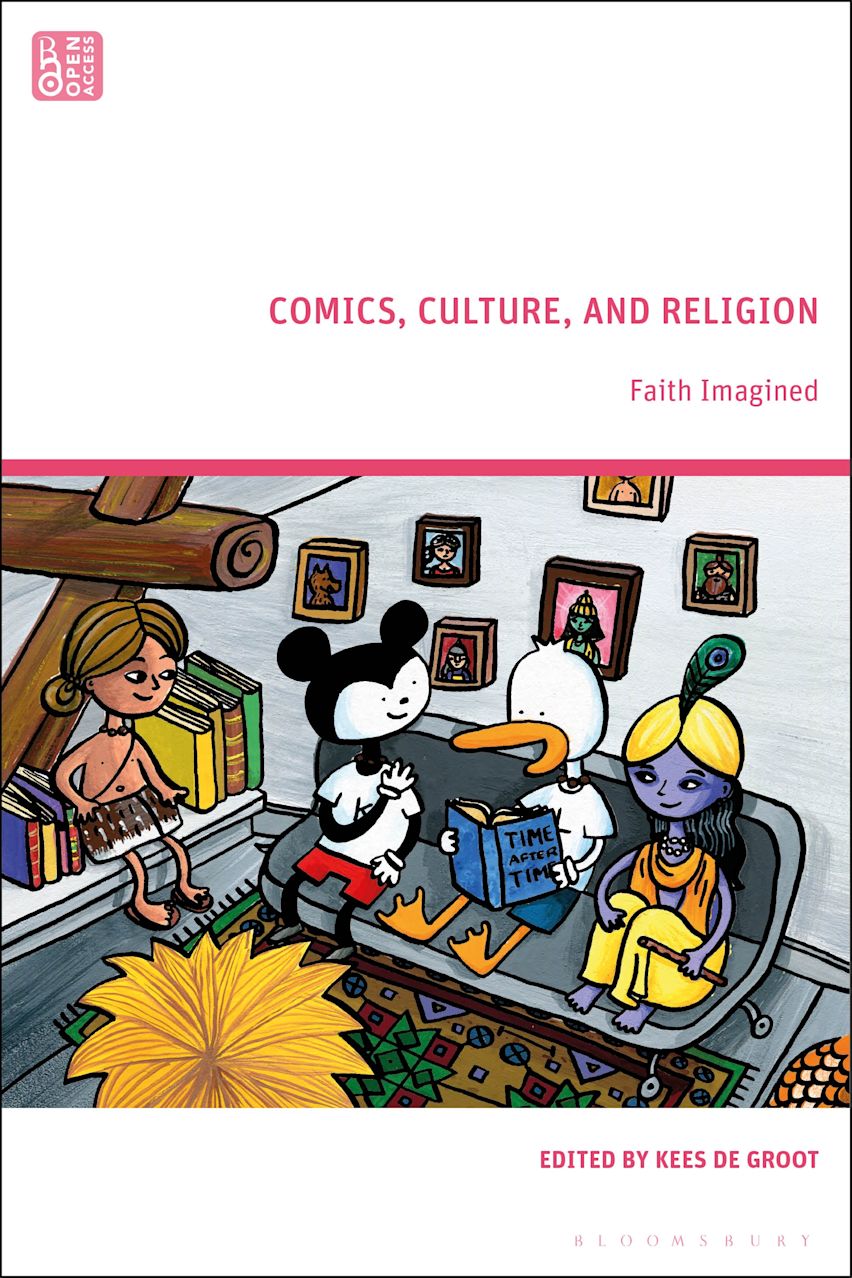 OPEN
ACCESS
COMICS, CULTURE, AND RELIGION
Faith Imagined
TIME
AFTER
TIME
EDITED BY KEES DE GROOT
BLOOMSBURY